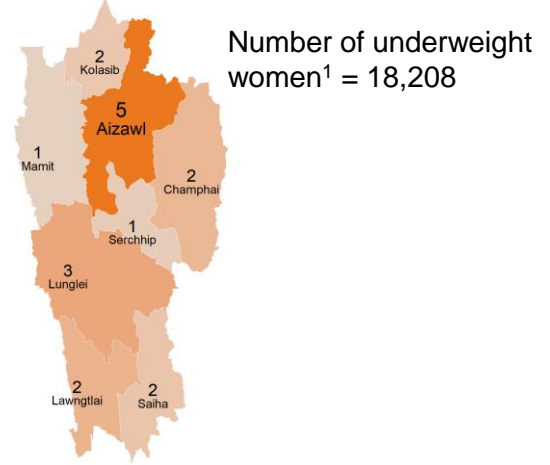 Number of underweight
women¹ = 18,208
2
Kolasib
5
Aizawl
1
Mamit
2
Champhai
1
Serchhip
3
Lunglei
2
Lawngtlai
2
Saiha